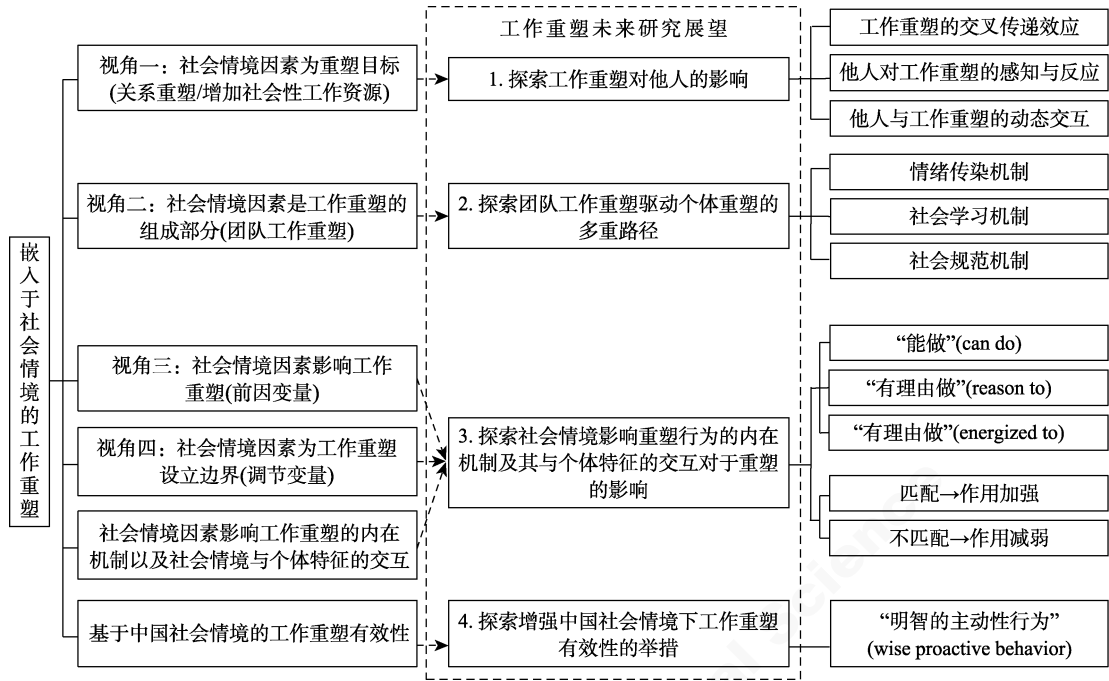 嵌入于社会情境的工作重塑
视角一：社会情境因素为重塑目标
(关系重塑/增加社会性工作资源)
视角二：社会情境因素是工作重塑的
组成部分(团队工作重塑)
视角三：社会情境因素影响工作
重塑(前因变量)
视角四：社会情境因素为工作重塑
设立边界(调节变量)
社会情境因素影响工作重塑的内在
机制以及社会情境与个体特征的交互
基于中国社会情境的工作重塑有效性
工作重塑未来研究展望
1. 探索工作重塑对他人的影响
2. 探索团队工作重塑驱动个体重塑的
多重路径
3. 探索社会情境影响重塑行为的内在
机制及其与个体特征的交互对于重塑
的影响
4. 探索增强中国社会情境下工作重塑
有效性的举措
工作重塑的交叉传递效应
他人对工作重塑的感知与反应
他人与工作重塑的动态交互
情绪传染机制
社会学习机制
社会规范机制
“能做”(can do)
“有理由做”(reason to)
“有理由做”(energized to)
匹配→作用加强
不匹配→作用减弱
“明智的主动性行为”
(wise proactive behavior)